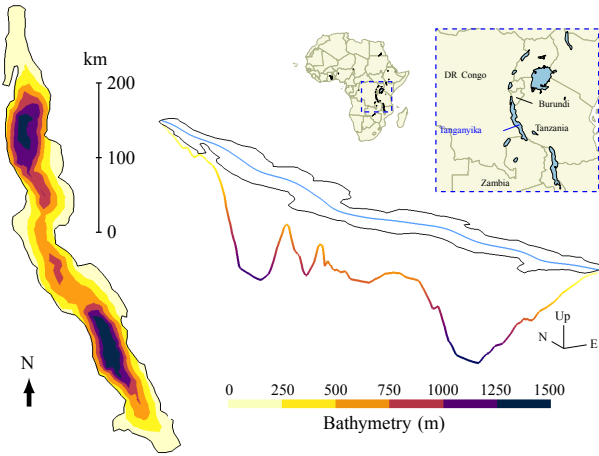 km
200
100
0
N
DR. Congo
Burundi
Tanganyika
Tanzania
Zambia
Up
N
E
0 250 500 750 1000 1250 1500
Bathymetry (m)